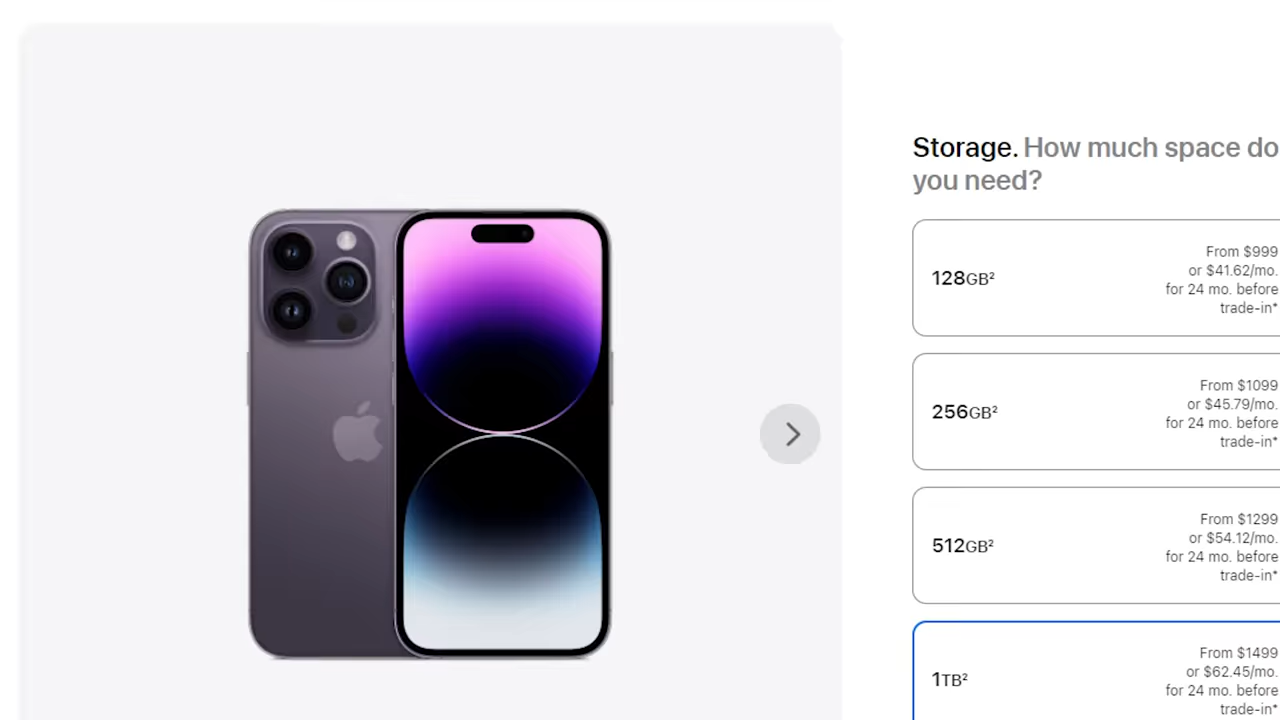 Storage. How much space do
you need?
128GB²
From $999
or $41.62/mo.
for 24 mo. before
trade-in*
256GB²
From $1099
or $45.79/mo.
for 24 mo. before
trade-in*
512GB²
From $1299
or $54.12/mo.
for 24 mo. before
trade-in*
1TB²
From $1499
or $62.45/mo.
for 24 mo. before
trade-in*